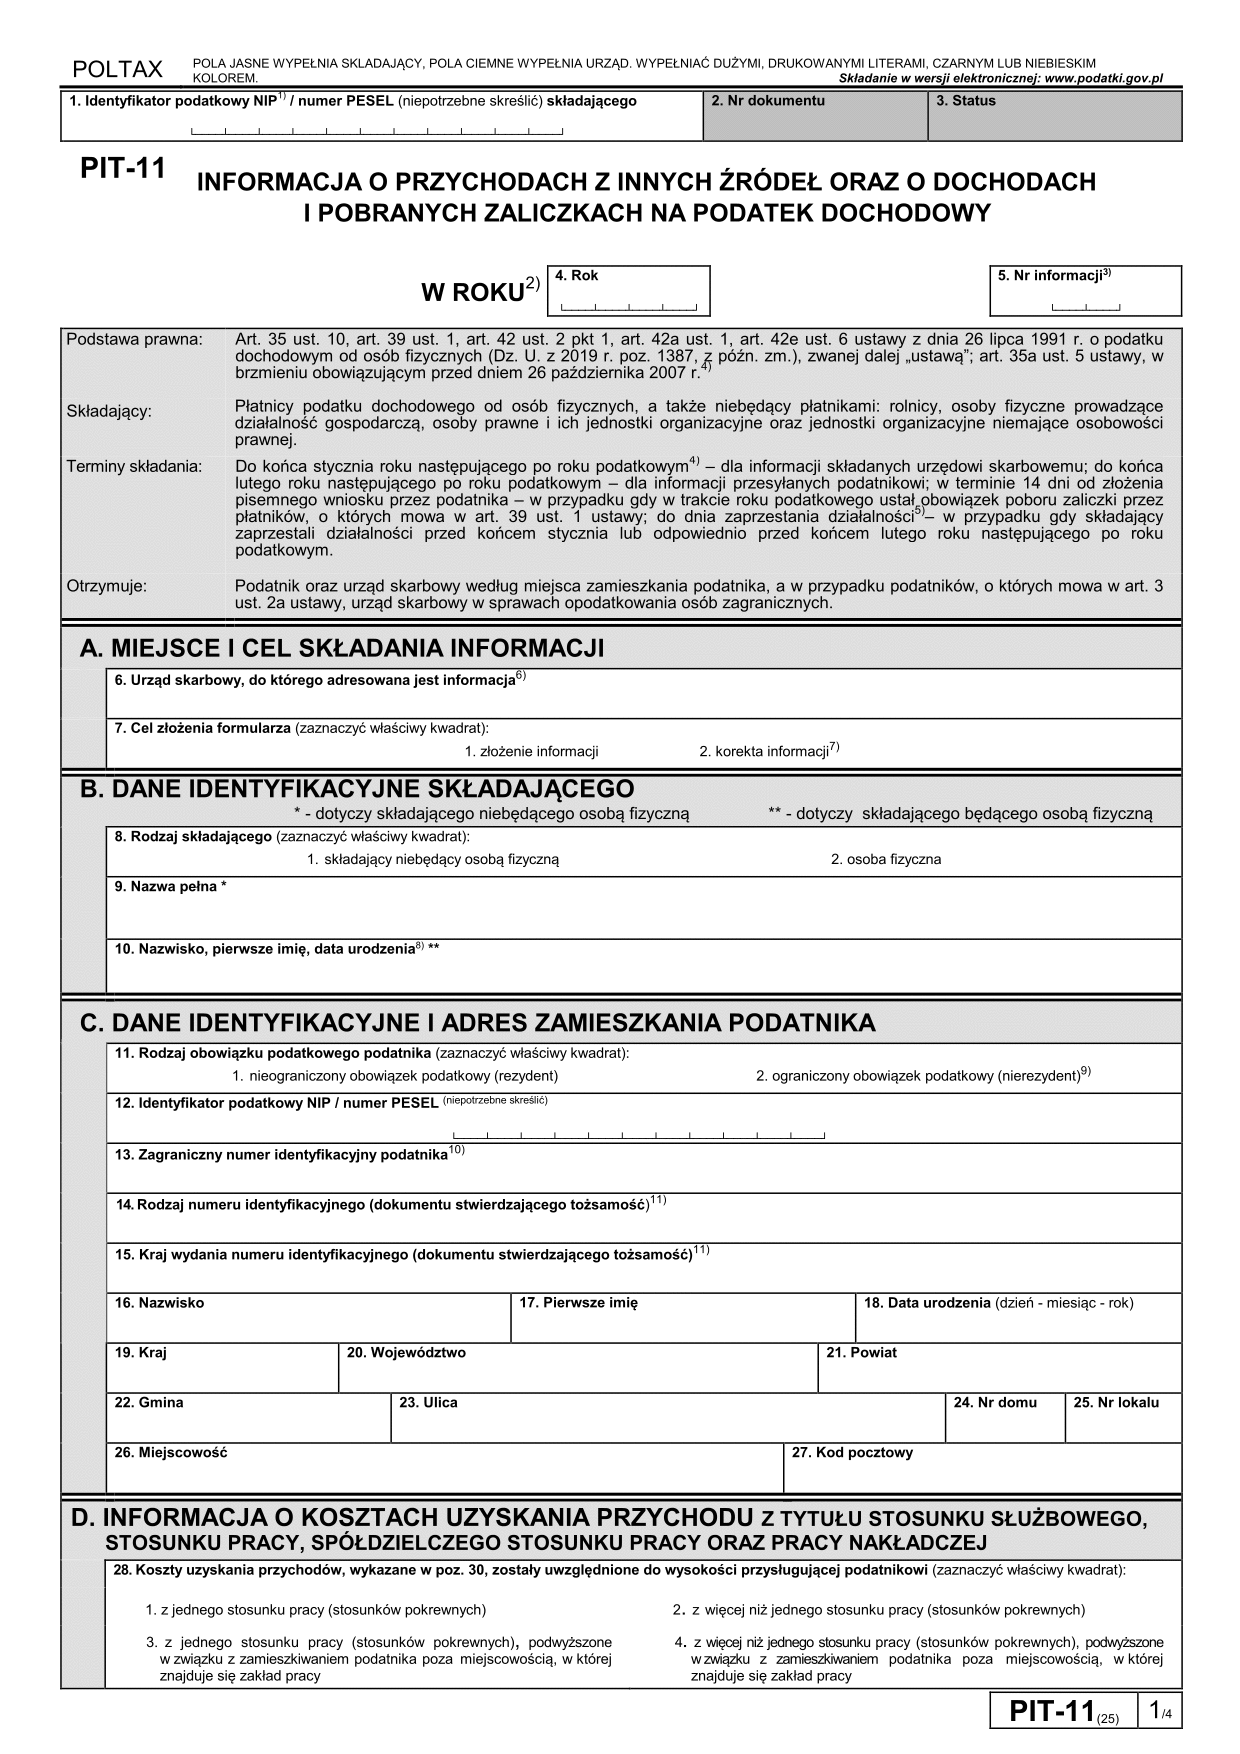 POLTAX
POLA JASNE WYPEŁNIA SKLADAJĄCY, POLA CIEMNE WYPEŁNIA URZĄD. WYPEŁNIAĆ DUŻYMI, DRUKOWANYMI LITERAMI, CZARNYM LUB NIEBIESKIM
KOLOREM.
Składanie w wersji elektronicznej: www.podatki.gov.pl
1. Identyfikator podatkowy NIP1) / numer PESEL (niepotrzebne skreślić) składającego
2. Nr dokumentu
3. Status
PIT-11
INFORMACJA O PRZYCHODACH Z INNYCH ŹRÓDEŁ ORAZ O DOCHODACH
I POBRANYCH ZALICZKACH NA PODATEK DOCHODOWY
W ROKU2)
4. Rok
5. Nr informacji3)
Podstawa prawna:
Art. 35 ust. 10, art. 39 ust. 1, art. 42 ust. 2 pkt 1, art. 42a ust. 1, art. 42e ust. 6 ustawy z dnia 26 lipca 1991 r. o podatku
dochodowym od osób fizycznych (Dz. U. z 2019 r. poz. 1387, z późn. zm.), zwanej dalej „ustawą”; art. 35a ust. 5 ustawy, w
brzmieniu obowiązującym przed dniem 26 października 2007 r.4)
Składający:
Płatnicy podatku dochodowego od osób fizycznych, a także niebędący płatnikami: rolnicy, osoby fizyczne prowadzące
działalność gospodarczą, osoby prawne i ich jednostki organizacyjne oraz jednostki organizacyjne niemające osobowości
prawnej.
Terminy składania:
Do końca stycznia roku następującego po roku podatkowym4) – dla informacji składanych urzędowi skarbowemu; do końca
lutego roku następującego po roku podatkowym – dla informacji przesyłanych podatnikowi; w terminie 14 dni od złożenia
pisemnego wniosku przez podatnika – w przypadku gdy w trakcie roku podatkowego ustał obowiązek poboru zaliczki przez
płatników, o których mowa w art. 39 ust. 1 ustawy; do dnia zaprzestania działalności5)– w przypadku gdy składający
zaprzestali działalności przed końcem stycznia lub odpowiednio przed końcem lutego roku następującego po roku
podatkowym.
Otrzymuje:
Podatnik oraz urząd skarbowy według miejsca zamieszkania podatnika, a w przypadku podatników, o których mowa w art. 3
ust. 2a ustawy, urząd skarbowy w sprawach opodatkowania osób zagranicznych.
A. MIEJSCE I CEL SKŁADANIA INFORMACJI
6. Urząd skarbowy, do którego adresowana jest informacja6)
7. Cel złożenia formularza (zaznaczyć właściwy kwadrat):
1. złożenie informacji
2. korekta informacji7)
B. DANE IDENTYFIKACYJNE SKŁADAJĄCEGO
* - dotyczy składającego niebędącego osobą fizyczną
** - dotyczy składającego będącego osobą fizyczną
8. Rodzaj składającego (zaznaczyć właściwy kwadrat):
1. składający niebędący osobą fizyczną
2. osoba fizyczna
9. Nazwa pełna *
10. Nazwisko, pierwsze imię, data urodzenia8) **
C. DANE IDENTYFIKACYJNE I ADRES ZAMIESZKANIA PODATNIKA
11. Rodzaj obowiązku podatkowego podatnika (zaznaczyć właściwy kwadrat):
1. nieograniczony obowiązek podatkowy (rezydent)
2. ograniczony obowiązek podatkowy (nierezydent)9)
12. Identyfikator podatkowy NIP / numer PESEL (niepotrzebne skreślić)
13. Zagraniczny numer identyfikacyjny podatnika10)
14. Rodzaj numeru identyfikacyjnego (dokumentu stwierdzającego tożsamość)11)
15. Kraj wydania numeru identyfikacyjnego (dokumentu stwierdzającego tożsamość)11)
16. Nazwisko
17. Pierwsze imię
18. Data urodzenia (dzień - miesiąc - rok)
19. Kraj
20. Województwo
21. Powiat
22. Gmina
23. Ulica
24. Nr domu
25. Nr lokalu
26. Miejscowość
27. Kod pocztowy
D. INFORMACJA O KOSZTACH UZYSKANIA PRZYCHODU Z TYTUŁU STOSUNKU SŁUŻBOWEGO,
STOSUNKU PRACY, SPÓŁDZIELCZEGO STOSUNKU PRACY ORAZ PRACY NAKŁADCZEJ
28. Koszty uzyskania przychodów, wykazane w poz. 30, zostały uwzględnione do wysokości przysługującej podatnikowi (zaznaczyć właściwy kwadrat):
1. z jednego stosunku pracy (stosunków pokrewnych)
2. z więcej niż jednego stosunku pracy (stosunków pokrewnych)
3. z jednego stosunku pracy (stosunków pokrewnych), podwyższone
w związku z zamieszkiwaniem podatnika poza miejscowością, w której
znajduje się zakład pracy
4. z więcej niż jednego stosunku pracy (stosunków pokrewnych), podwyższone
w związku z zamieszkiwaniem podatnika poza miejscowością, w której
znajduje się zakład pracy
PIT-11(25)
1/4